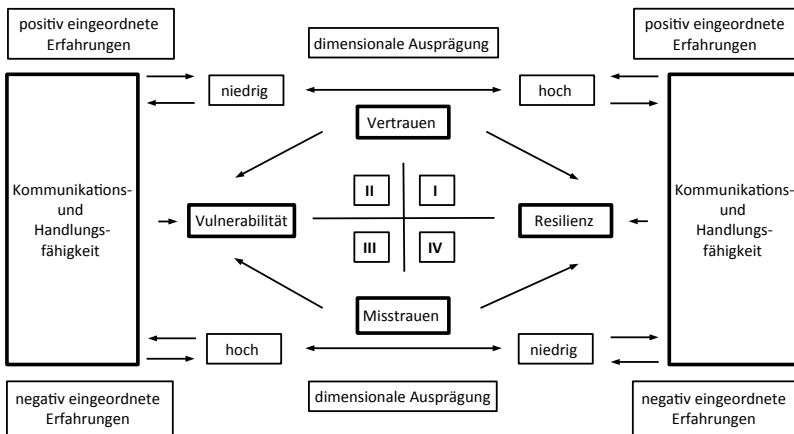 positiv eingeordnete
Erfahrungen
dimensionale Ausprägung
positiv eingeordnete
Erfahrungen
niedrig
hoch
Vertrauen
Kommunikations-
und
Handlungs-
fähigkeit
II
I
Vulnerabilität
Resilienz
III
IV
Kommunikations-
und
Handlungs-
fähigkeit
Misstrauen
hoch
niedrig
dimensionale Ausprägung
negativ eingeordnete
Erfahrungen
negativ eingeordnete
Erfahrungen